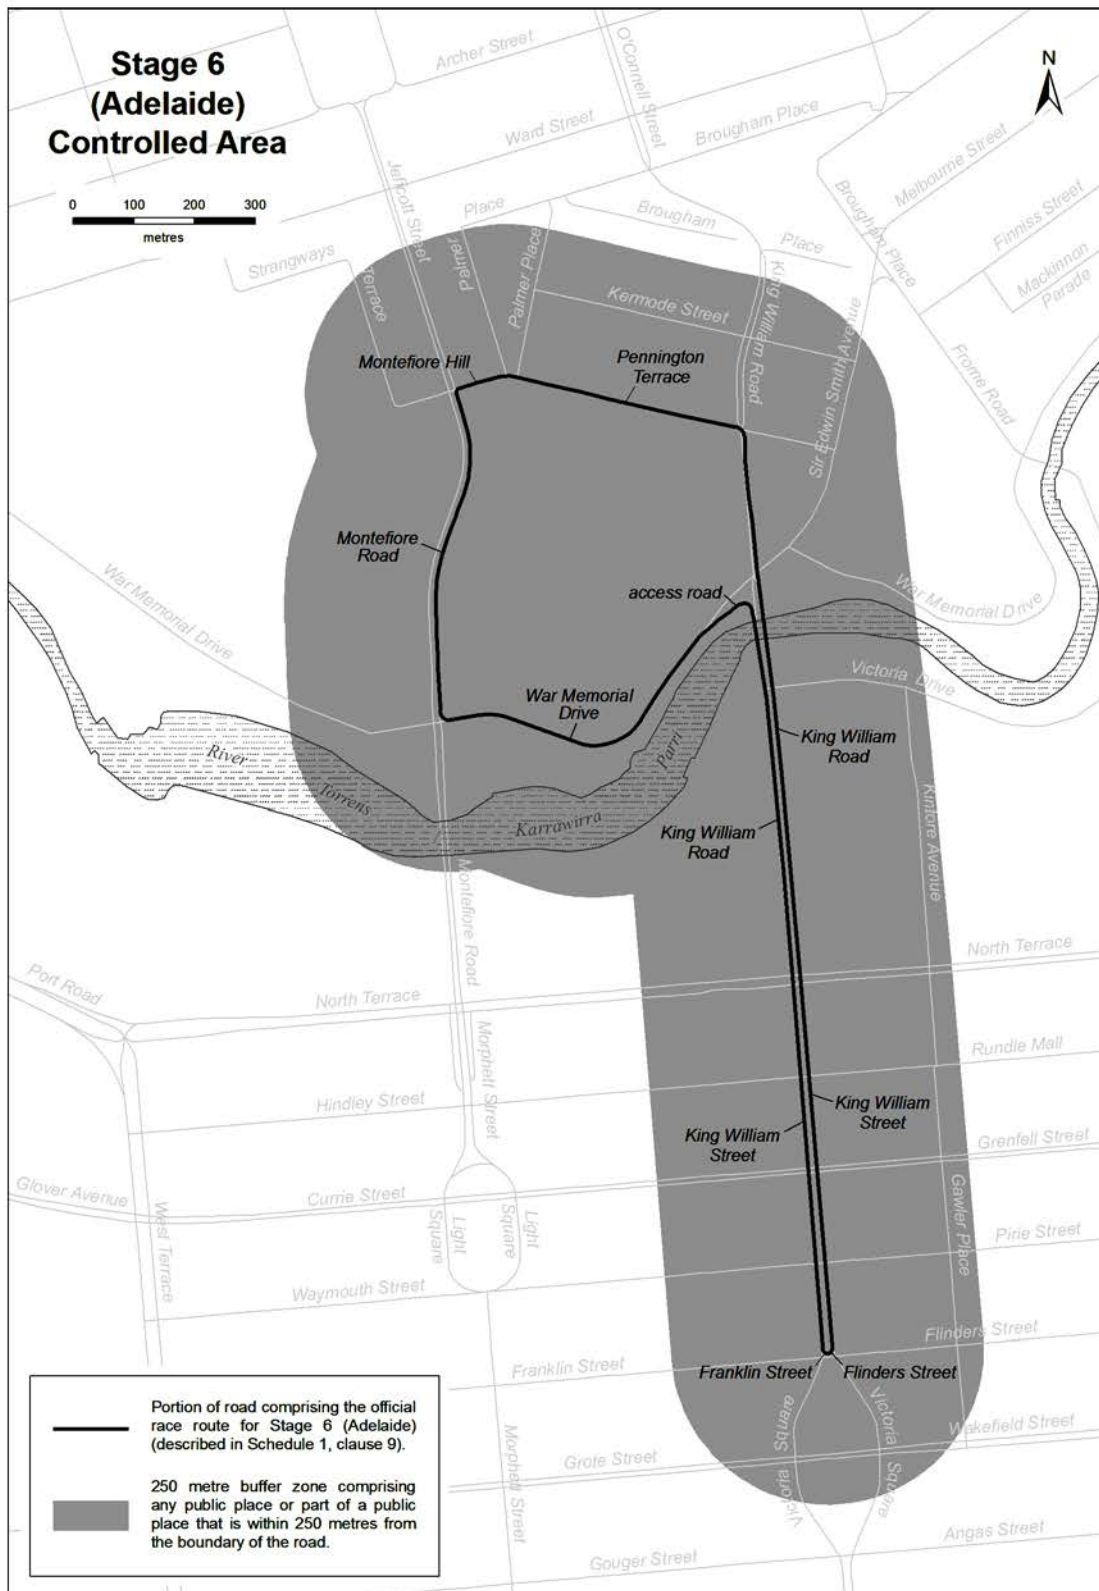 Stage 6
(Adelaide)
Controlled Area
0 100 200 300
metres
N
Archer Street
O'Connell Street
Ward Street
Brougham Place
Melbourne Street
Brougham Place
Finniss Street
Mackinnon
Parade
Jeffcott Street
Place
Palmer
Palmer Place
Brougham
Place
Strangways
Terrace
Kermode Street
King William Road
Sir Edwin Smith Avenue
Frome Road
Montefiore Hill
Pennington
Terrace
Montefiore
Road
War Memorial Drive
access road
War Memorial Drive
Victoria Drive
War Memorial
Drive
King William
Road
River
Torrens
Karrawirra
Parri
King William
Road
Kintore Avenue
Montefiore Road
North Terrace
Port Road
North Terrace
Rundle Mall
Morphett Street
Hindley Street
King William
Street
King William
Street
Grenfell Street
Glover Avenue
Currie Street
West Terrace
Light
Square
Light
Square
Gawler Place
Pirie Street
Waymouth Street
Flinders Street
Franklin Street
Franklin Street
Flinders Street
Victoria Square
Victoria Square
Wakefield Street
Grote Street
Morphett Street
Angas Street
Gouger Street
Portion of road comprising the official
race route for Stage 6 (Adelaide)
(described in Schedule 1, clause 9).
250 metre buffer zone comprising
any public place or part of a public
place that is within 250 metres from
the boundary of the road.